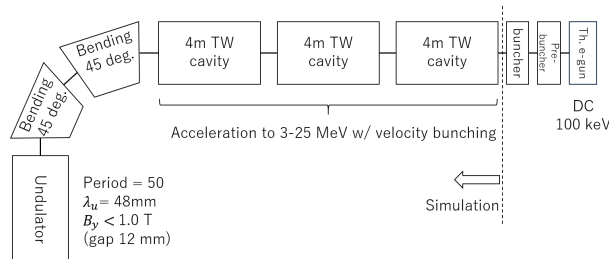 Bending
45 deg.
Bending
45 deg.
4m TW
cavity
4m TW
cavity
4m TW
cavity
buncher
Pre-
buncher
Th. e-gun
DC
100 keV
Acceleration to 3-25 MeV w/ velocity bunching
Simulation
Undulator
Period = 50
λu= 48mm
By < 1.0 T
(gap 12 mm)